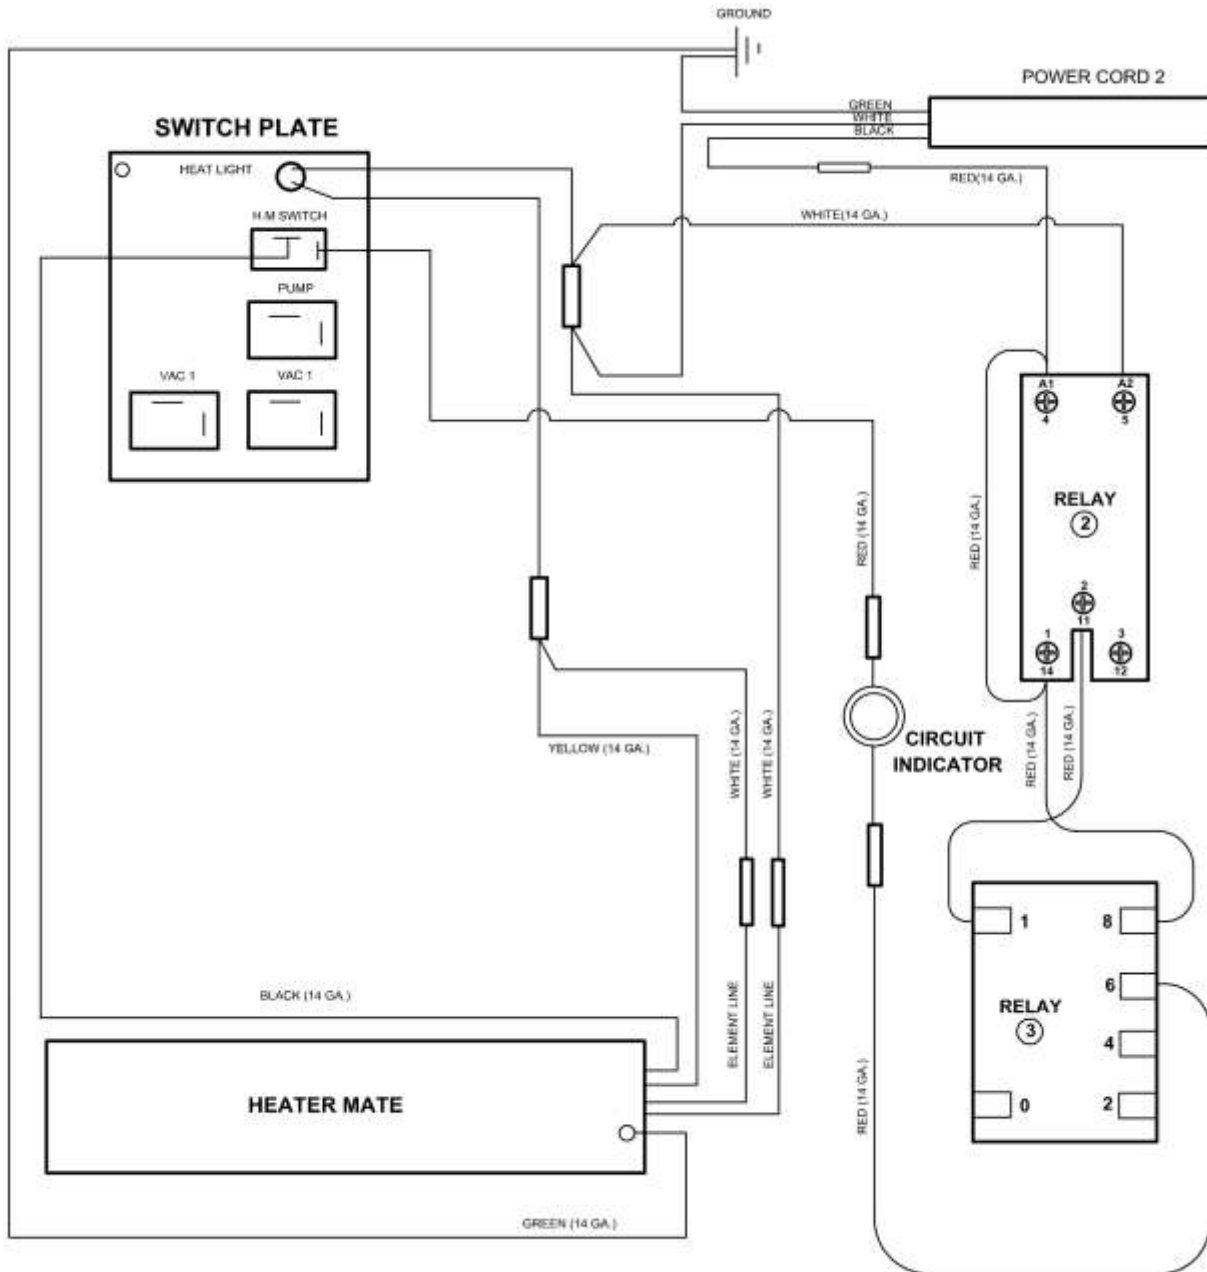 GROUND
POWER CORD 2
GREEN
WHITE
BLACK
RED(14 GA.)
SWITCH PLATE
HEAT LIGHT
H.M SWITCH
PUMP
VAC 1
VAC 1
WHITE(14 GA.)
A1
A2
4
5
RELAY
2
2
11
1
3
14
12
RED (14 GA.)
RED (14 GA.)
RED (14 GA.)
RED (14 GA.)
CIRCUIT
INDICATOR
YELLOW (14 GA.)
WHITE (14 GA.)
WHITE (14 GA.)
ELEMENT LINE
ELEMENT LINE
BLACK (14 GA.)
HEATER MATE
GREEN (14 GA.)
RED (14 GA.)
1
8
6
RELAY
3
4
0
2